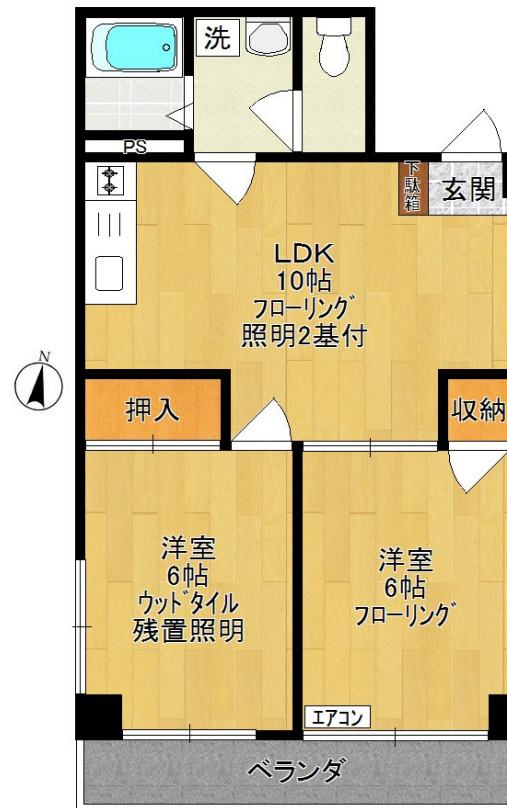 洗
PS
下駄箱
玄関
LDK
10帖
フローリング
照明2基付
N
押入
収納
洋室
6帖
ウッドタイル
残置照明
洋室
6帖
フローリング
エアコン
ベランダ